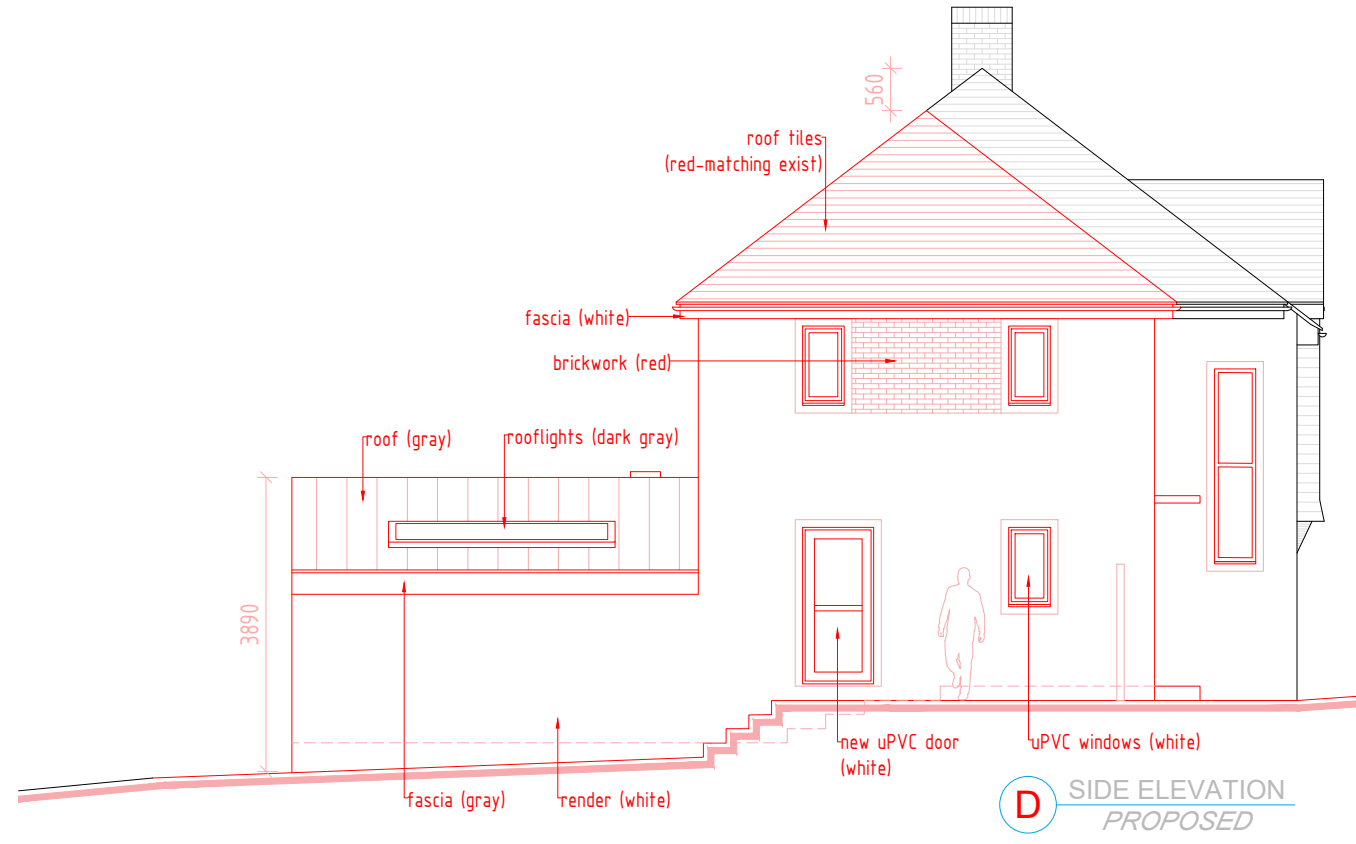 560
roof tiles
(red-matching exist)
fascia (white)
brickwork (red)
roof (gray)
rooflights (dark gray)
3890
new uPVC door
(white)
uPVC windows (white)
fascia (gray)
render (white)
D
SIDE ELEVATION
PROPOSED